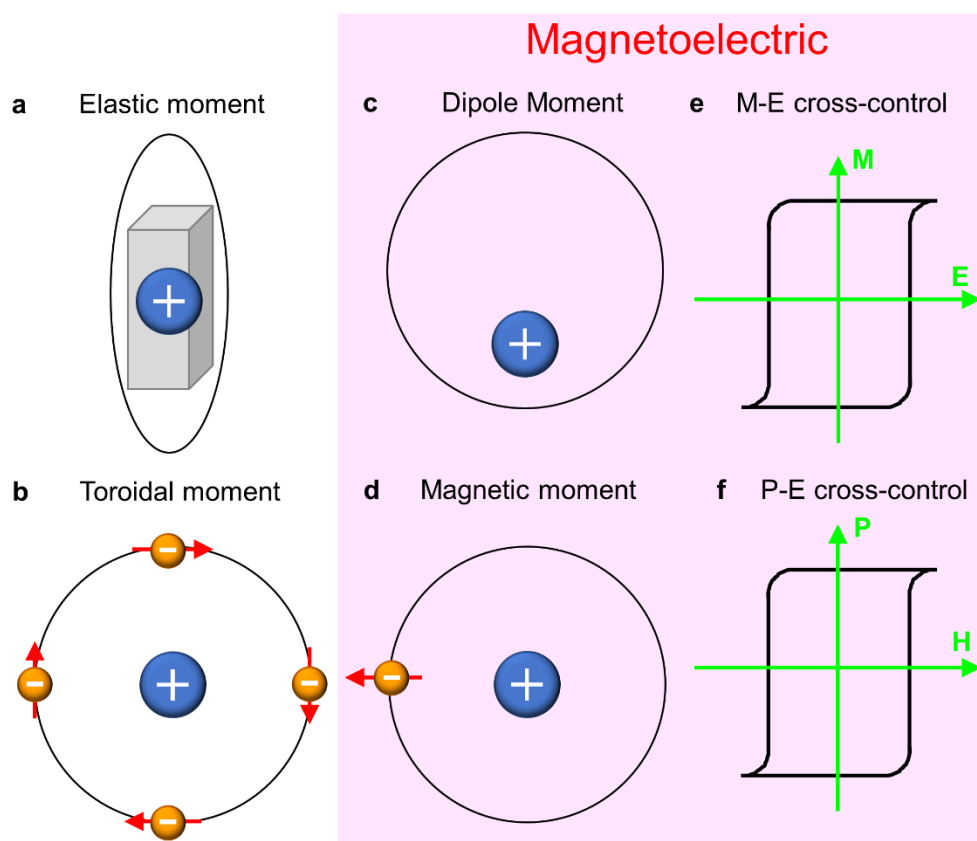 Magnetoelectric
a Elastic moment
c Dipole Moment
e M-E cross-control
M
E
b Toroidal moment
d Magnetic moment
f P-E cross-control
P
H